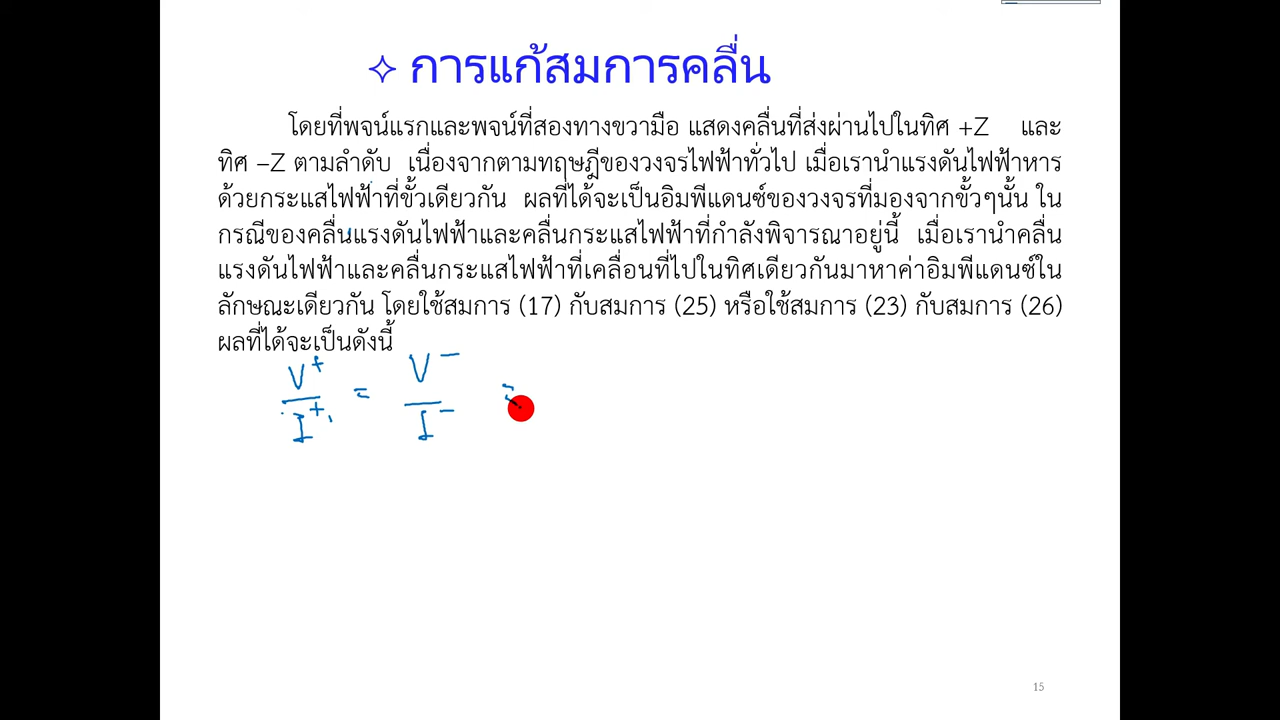 ✧ การแก้สมการคลื่น
โดยที่พจน์แรกและพจน์ที่สองทางขวามือ แสดงคลื่นที่ส่งผ่านไปในทิศ +Z และ
ทิศ –Z ตามลำดับ เนื่องจากตามทฤษฎีของวงจรไฟฟ้าทั่วไป เมื่อเรานำแรงดันไฟฟ้าหาร
ด้วยกระแสไฟฟ้าที่ขั้วเดียวกัน ผลที่ได้จะเป็นอิมพีแดนซ์ของวงจรที่มองจากขั้วๆนั้น ใน
กรณีของคลื่นแรงดันไฟฟ้าและคลื่นกระแสไฟฟ้าที่กำลังพิจารณาอยู่นี้ เมื่อเรานำคลื่น
แรงดันไฟฟ้าและคลื่นกระแสไฟฟ้าที่เคลื่อนที่ไปในทิศเดียวกันมาหาค่าอิมพีแดนซ์ใน
ลักษณะเดียวกัน โดยใช้สมการ (17) กับสมการ (25) หรือใช้สมการ (23) กับสมการ (26)
ผลที่ได้จะเป็นดังนี้
V⁺ = V⁻
I⁺ I⁻
15